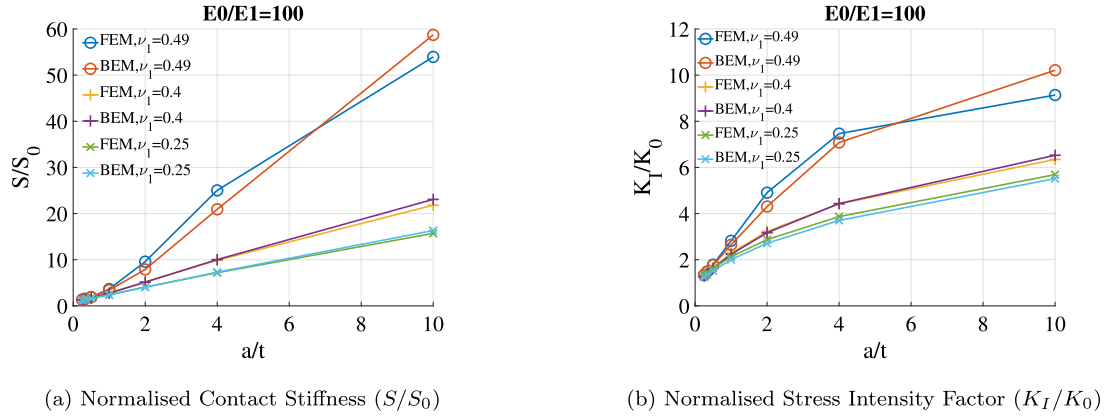 E0/E1=100
60
50
40
30
20
10
0
S/S₀
FEM,ν₁=0.49
BEM,ν₁=0.49
FEM,ν₁=0.4
BEM,ν₁=0.4
FEM,ν₁=0.25
BEM,ν₁=0.25
0 2 4 6 8 10
a/t
(a) Normalised Contact Stiffness (S/S₀)
E0/E1=100
12
10
8
6
4
2
0
K_I/K₀
FEM,ν₁=0.49
BEM,ν₁=0.49
FEM,ν₁=0.4
BEM,ν₁=0.4
FEM,ν₁=0.25
BEM,ν₁=0.25
0 2 4 6 8 10
a/t
(b) Normalised Stress Intensity Factor (K_I/K₀)